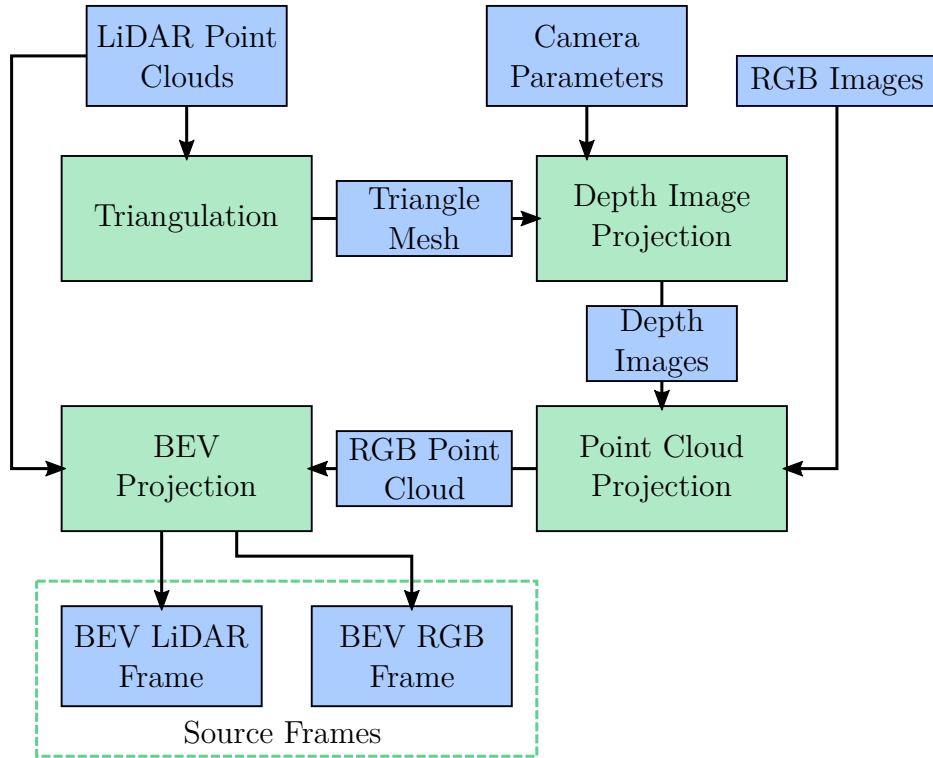 LiDAR Point
Clouds
Camera
Parameters
RGB Images
Triangulation
Triangle
Mesh
Depth Image
Projection
Depth
Images
BEV
Projection
RGB Point
Cloud
Point Cloud
Projection
BEV LiDAR
Frame
BEV RGB
Frame
Source Frames